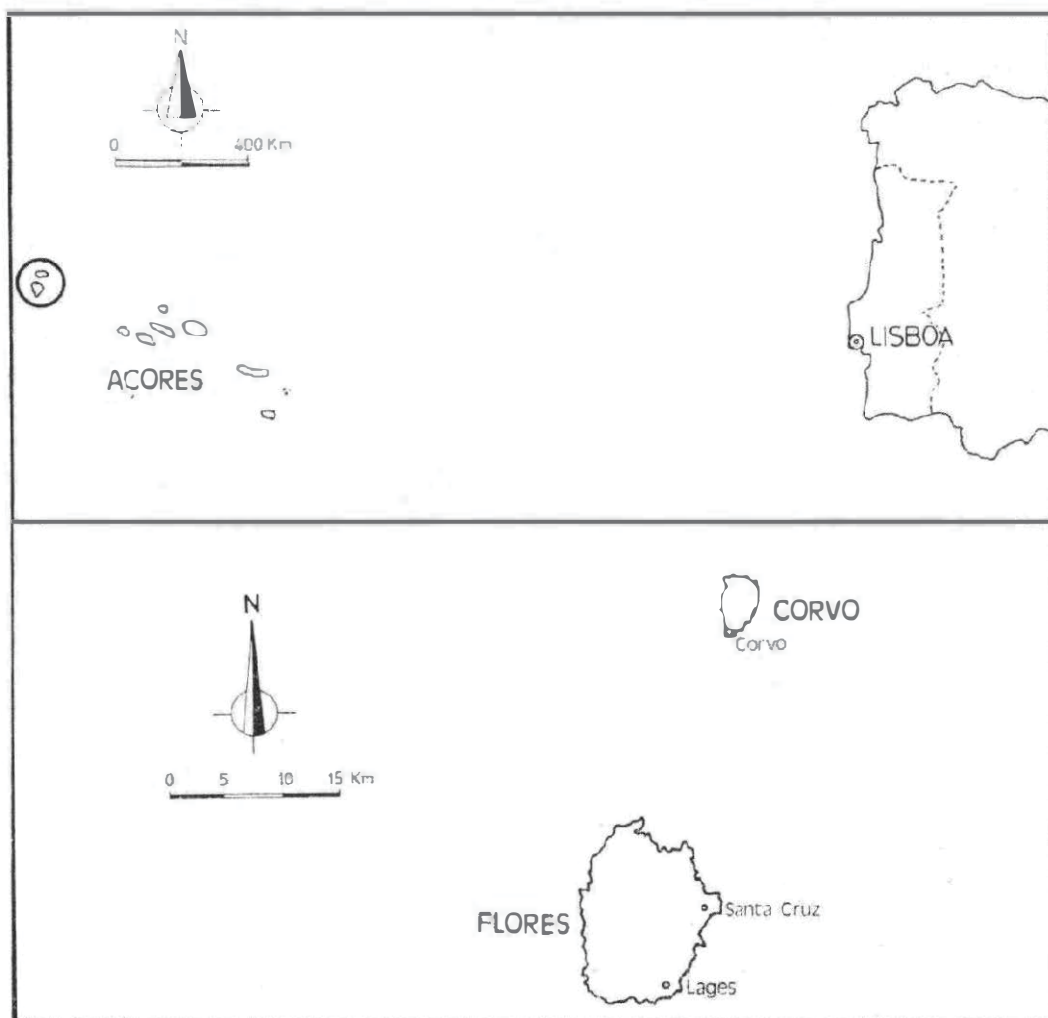 N
0 400 Km
LISBOA
AÇORES
N
CORVO
Corvo
0 5 10 15 Km
Santa Cruz
FLORES
Lages